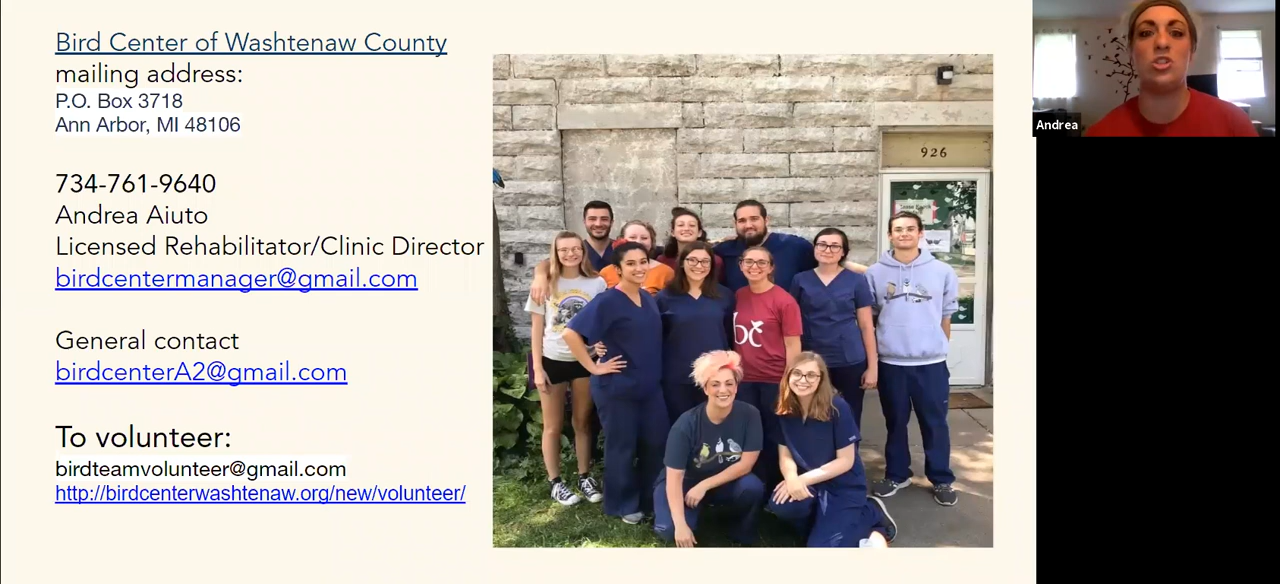 Bird Center of Washtenaw County
mailing address:
P.O. Box 3718
Ann Arbor, MI 48106
734-761-9640
Andrea Aiuto
Licensed Rehabilitator/Clinic Director
birdcentermanager@gmail.com
General contact
birdcenterA2@gmail.com
To volunteer:
birdteamvolunteer@gmail.com
http://birdcenterwashtenaw.org/new/volunteer/
926
bc
Andrea